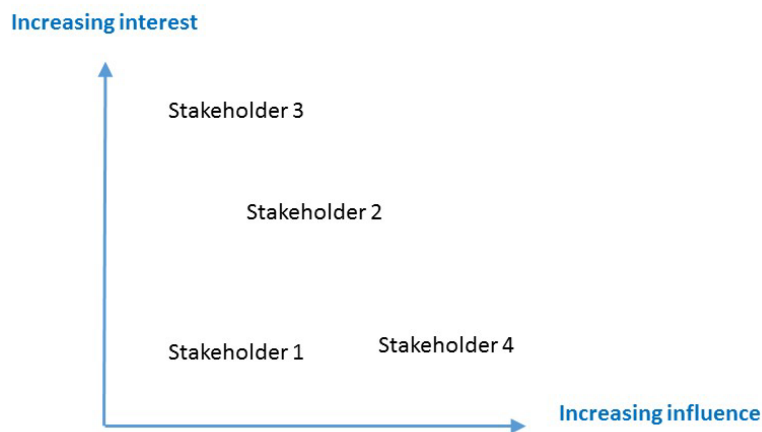 Increasing interest
Stakeholder 3
Stakeholder 2
Stakeholder 1
Stakeholder 4
Increasing influence